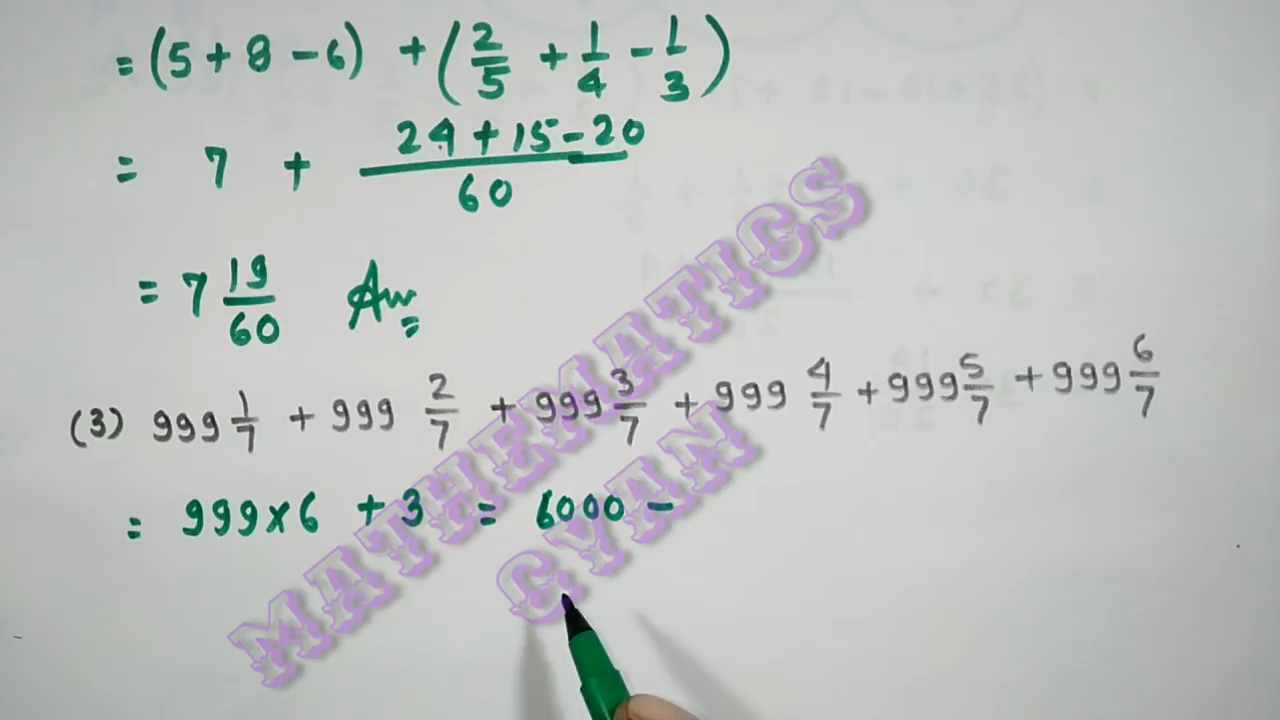 = (5 + 8 - 6) + (2/5 + 1/4 - 1/3)
= 7 + 24 + 15 - 20 / 60
= 7 19/60 Ans
(3) 999 1/7 + 999 2/7 + 999 3/7 + 999 4/7 + 999 5/7 + 999 6/7
= 999 × 6 + 3 = 6000 -
MATHEMATICS
GYAN